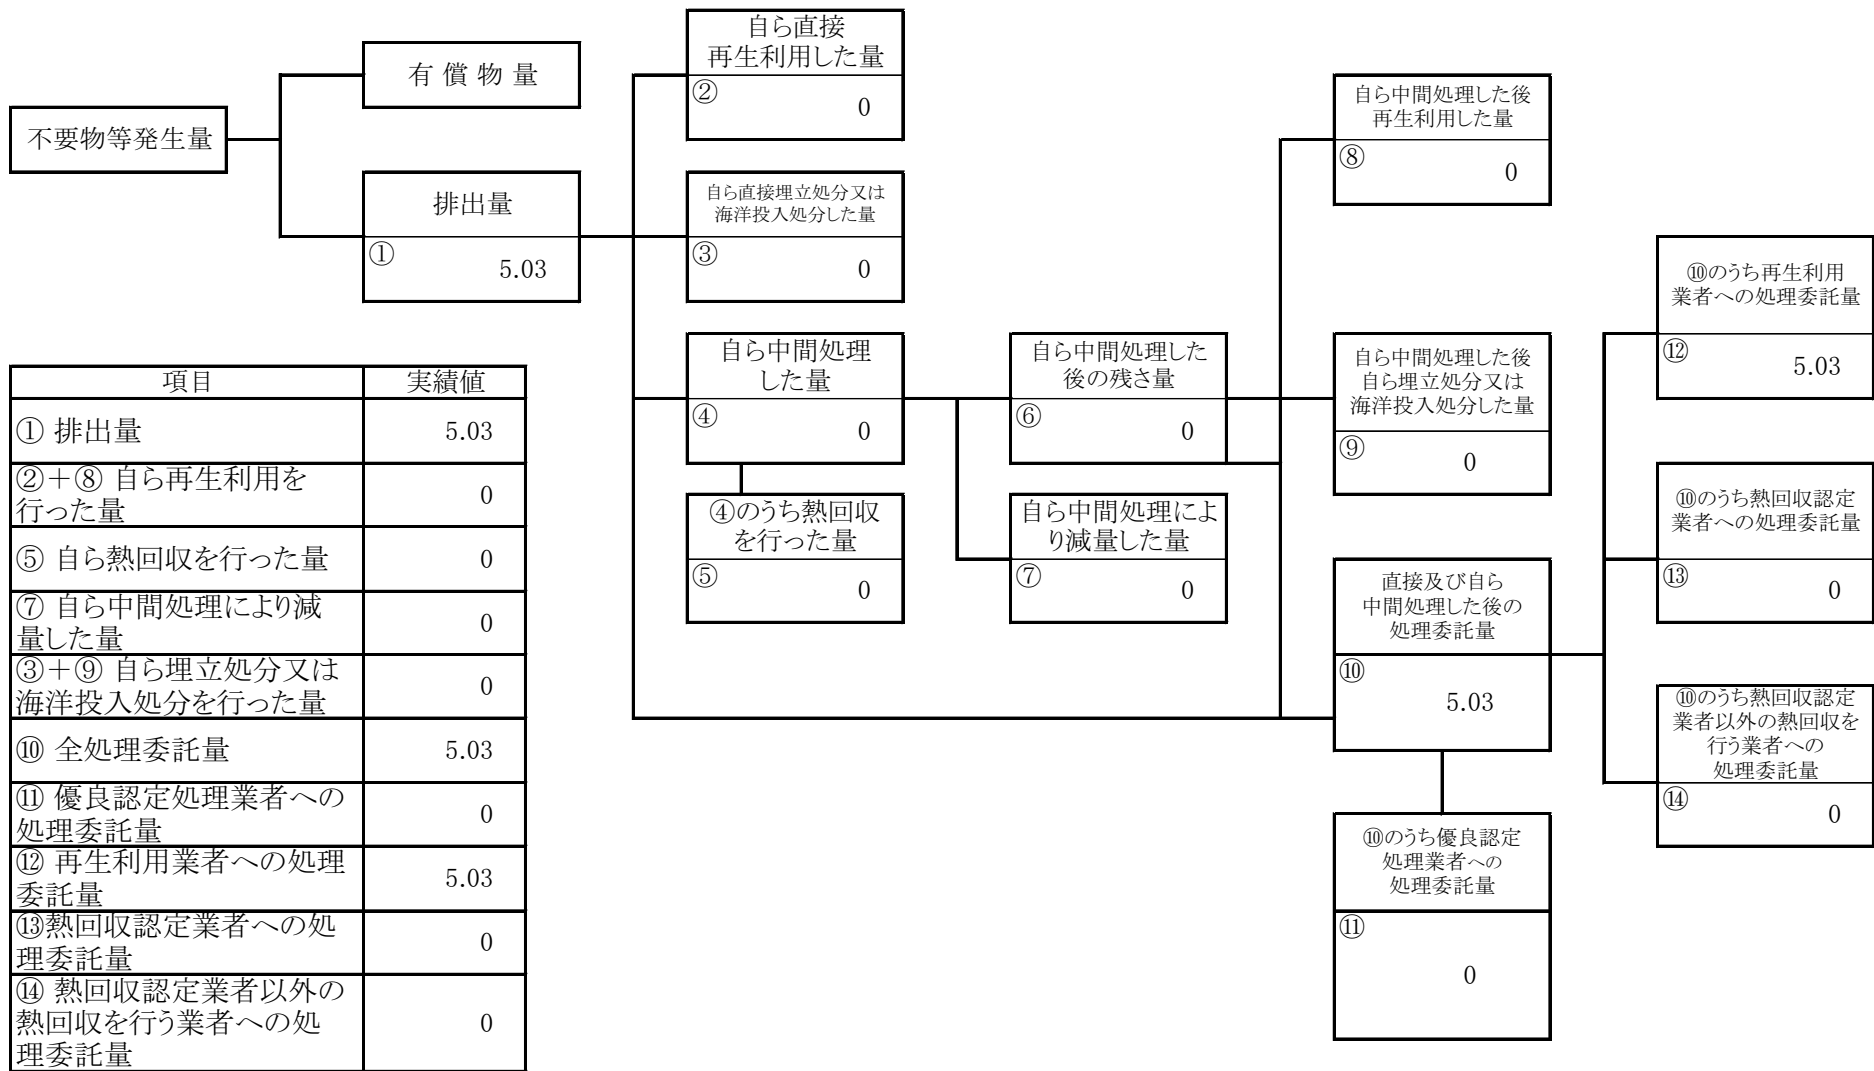 不要物等発生量
有償物量
排出量
①
5.03
自ら直接
再生利用した量
②
0
自ら直接埋立処分又は
海洋投入処分した量
③
0
自ら中間処理
した量
④
0
④のうち熱回収
を行った量
⑤
0
自ら中間処理した
後の残さ量
⑥
0
自ら中間処理によ
り減量した量
⑦
0
自ら中間処理した後
再生利用した量
⑧
0
自ら中間処理した後
自ら埋立処分又は
海洋投入処分した量
⑨
0
直接及び自ら
中間処理した後の
処理委託量
⑩
5.03
⑩のうち優良認定
処理業者への
処理委託量
⑪
0
⑩のうち再生利用
業者への処理委託量
⑫
5.03
⑩のうち熱回収認定
業者への処理委託量
⑬
0
⑩のうち熱回収認定
業者以外の熱回収を
行う業者への
処理委託量
⑭
0
項目 実績値
① 排出量 5.03
②＋⑧ 自ら再生利用を
行った量 0
⑤ 自ら熱回収を行った量 0
⑦ 自ら中間処理により減
量した量 0
③＋⑨ 自ら埋立処分又は
海洋投入処分を行った量 0
⑩ 全処理委託量 5.03
⑪ 優良認定処理業者への
処理委託量 0
⑫ 再生利用業者への処理
委託量 5.03
⑬熱回収認定業者への処
理委託量 0
⑭ 熱回収認定業者以外の
熱回収を行う業者への処
理委託量 0